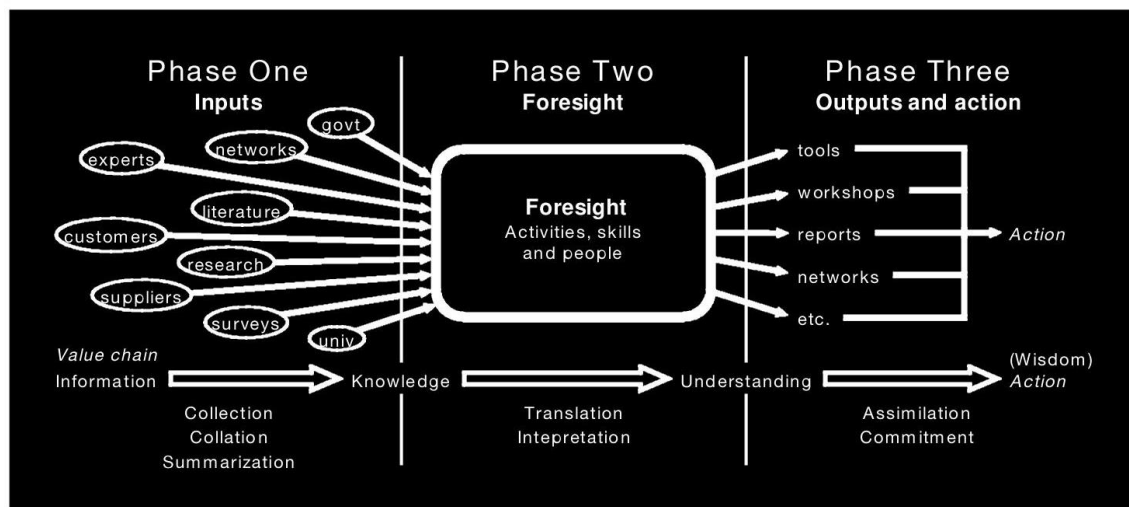 Phase One
Inputs
govt
networks
experts
literature
customers
research
suppliers
surveys
univ
Phase Two
Foresight
Foresight
Activities, skills
and people
Phase Three
Outputs and action
tools
workshops
reports
networks
etc.
Action
Value chain
Information
Knowledge
Understanding
(Wisdom)
Action
Collection
Collation
Summarization
Translation
Intepretation
Assimilation
Commitment